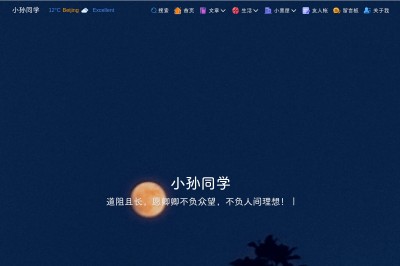 小孙同学 12°C Beijing Excellent 搜索 首页 文章 生活 小黑屋 友人帐 留言板 关于我
小孙同学
道阻且长，愿卿卿不负众望，不负人间理想！